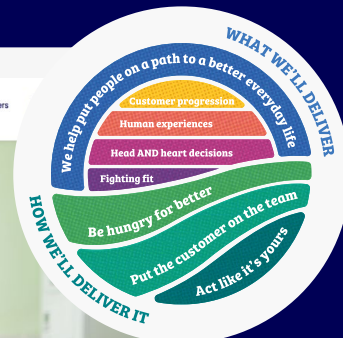 WHAT WE'LL DELIVER
We help put people on a path to a better everyday life
Customer progression
Human experiences
Head AND heart decisions
Fighting fit
Be hungry for better
Put the customer on the team
Act like it's yours
HOW WE'LL DELIVER IT